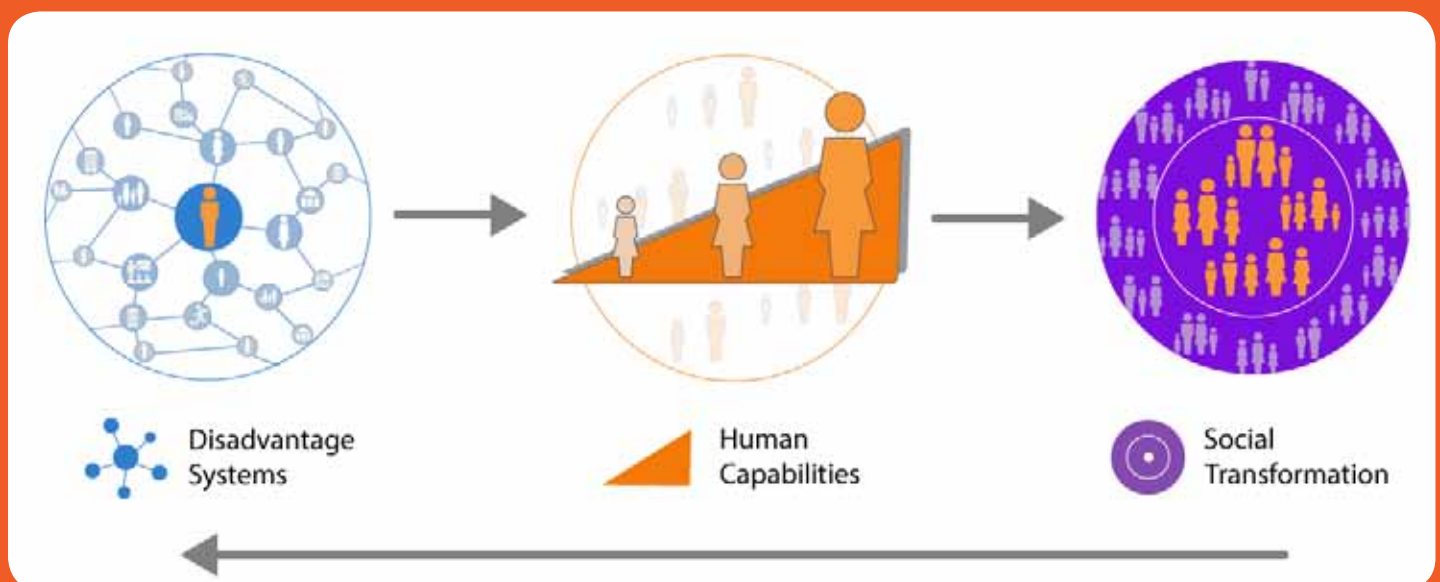 Disadvantage
Systems
Human
Capabilities
Social
Transformation